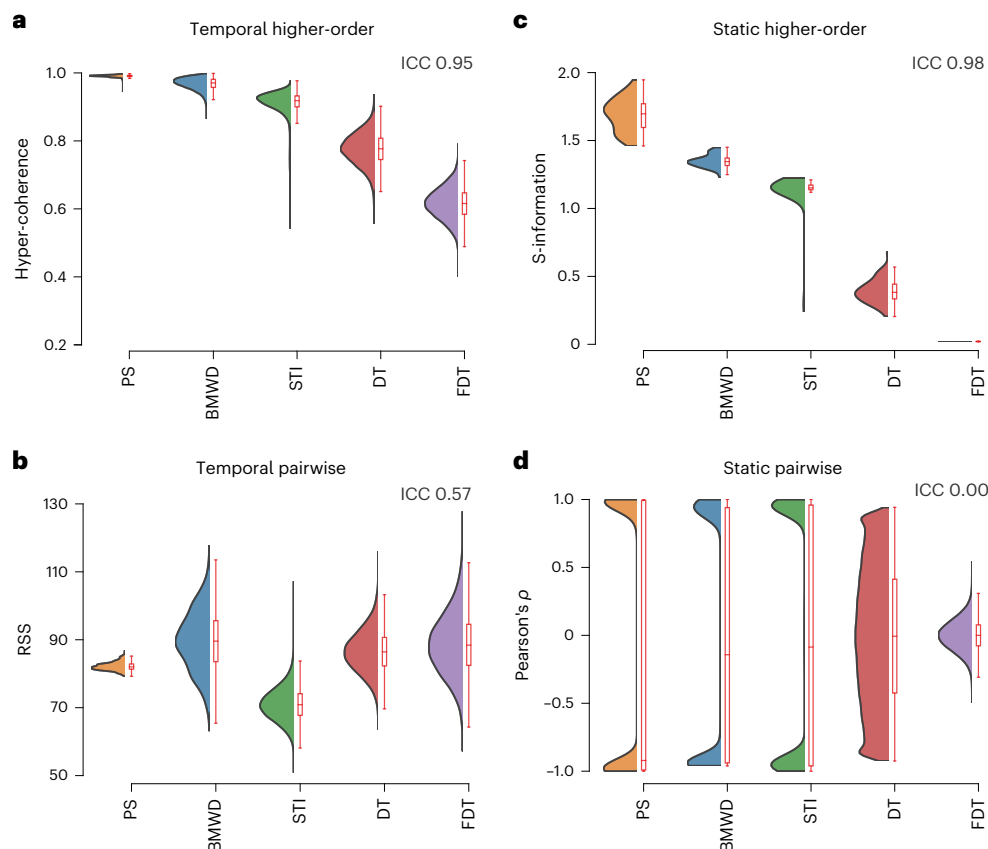 a
Temporal higher-order
ICC 0.95
Hyper-coherence
1.0
0.8
0.6
0.4
0.2
PS
BMWD
STI
DT
FDT
c
Static higher-order
ICC 0.98
S-information
2.0
1.5
1.0
0.5
0
PS
BMWD
STI
DT
FDT
b
Temporal pairwise
ICC 0.57
RSS
130
110
90
70
50
PS
BMWD
STI
DT
FDT
d
Static pairwise
ICC 0.00
Pearson's ρ
1.0
0.5
0
–0.5
–1.0
PS
BMWD
STI
DT
FDT